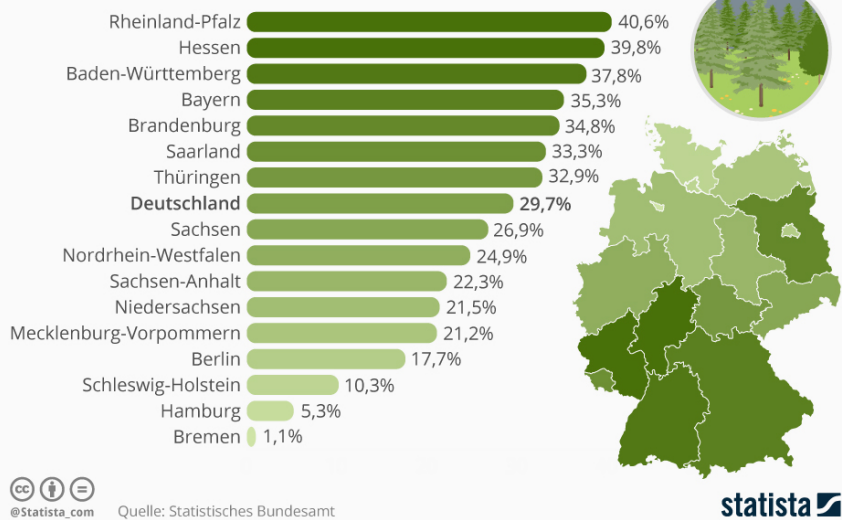 Rheinland-Pfalz 40,6%
Hessen 39,8%
Baden-Württemberg 37,8%
Bayern 35,3%
Brandenburg 34,8%
Saarland 33,3%
Thüringen 32,9%
Deutschland 29,7%
Sachsen 26,9%
Nordrhein-Westfalen 24,9%
Sachsen-Anhalt 22,3%
Niedersachsen 21,5%
Mecklenburg-Vorpommern 21,2%
Berlin 17,7%
Schleswig-Holstein 10,3%
Hamburg 5,3%
Bremen 1,1%
cc
@Statista_com Quelle: Statistisches Bundesamt
statista